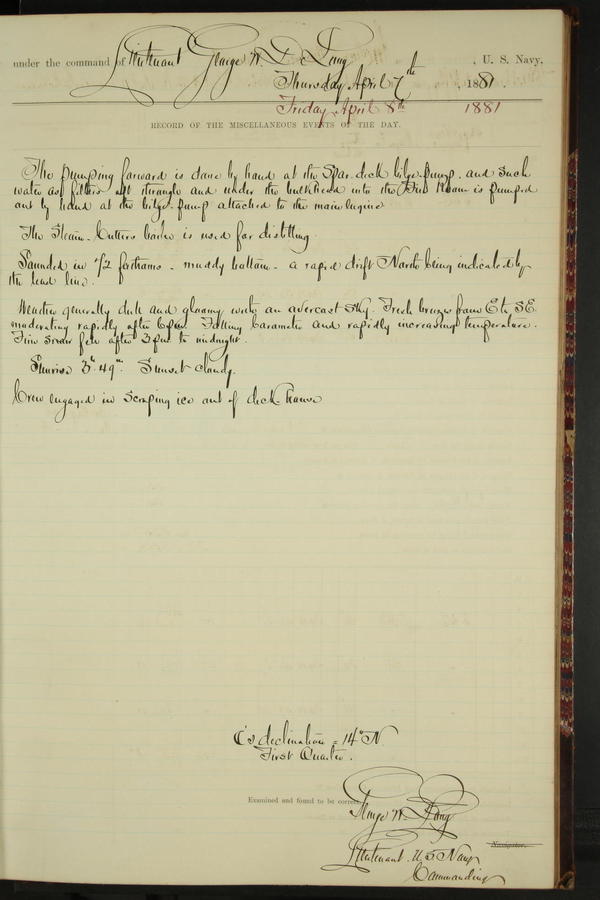 under the command of Lieutenant George W. De Long, U. S. Navy,
Thursday April 7th, 1881.
Friday April 8th 1881
RECORD OF THE MISCELLANEOUS EVENTS OF THE DAY.
The pumping forward is done by hand at the Spar deck bilge-pump. and such
water as filters aft through and under the bulkhead into the Fire Room is pumped
out by hand at the bilge-pump attached to the main engine
The Steam-Cutters boiler is used for distilling.
Sounded in fathoms - muddy bottom - a rapid drift North being indicated by
the lead line.
Weather generally dull and gloomy with an overcast sky. Fresh breeze from E to SE.
moderating rapidly after 6 pm. Falling barometer and rapidly increasing temperature.
Fine snow fell after 3 pm to midnight.
Sunrise 3h 49m. Sunset cloudy.
Crew engaged in scraping ice out of deck house
☾'s declination = 14° N.
First Quarter.
Examined and found to be correct.
George W. De Long
Navigator.
Lieutenant. U.S. Navy
Commanding